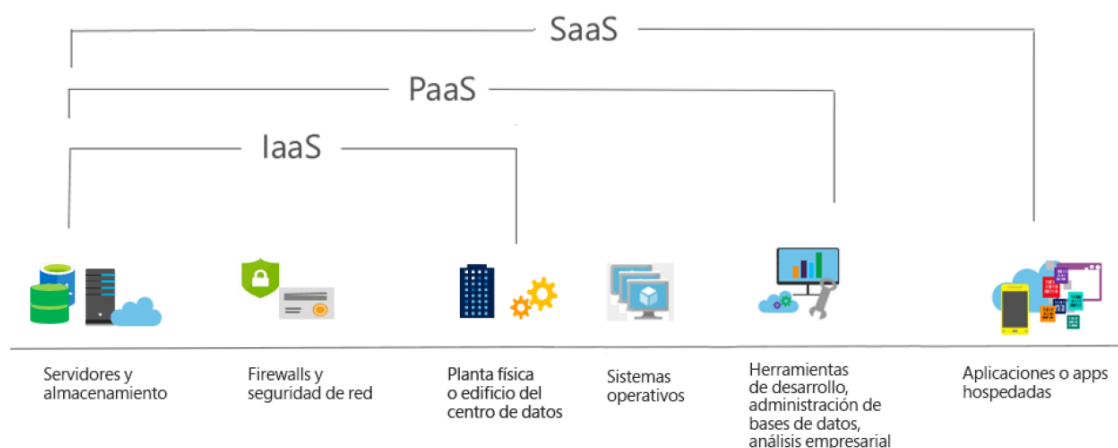 SaaS
PaaS
IaaS
Servidores y
almacenamiento
Firewalls y
seguridad de red
Planta física
o edificio del
centro de datos
Sistemas
operativos
Herramientas
de desarrollo,
administración de
bases de datos,
análisis empresarial
Aplicaciones o apps
hospedadas